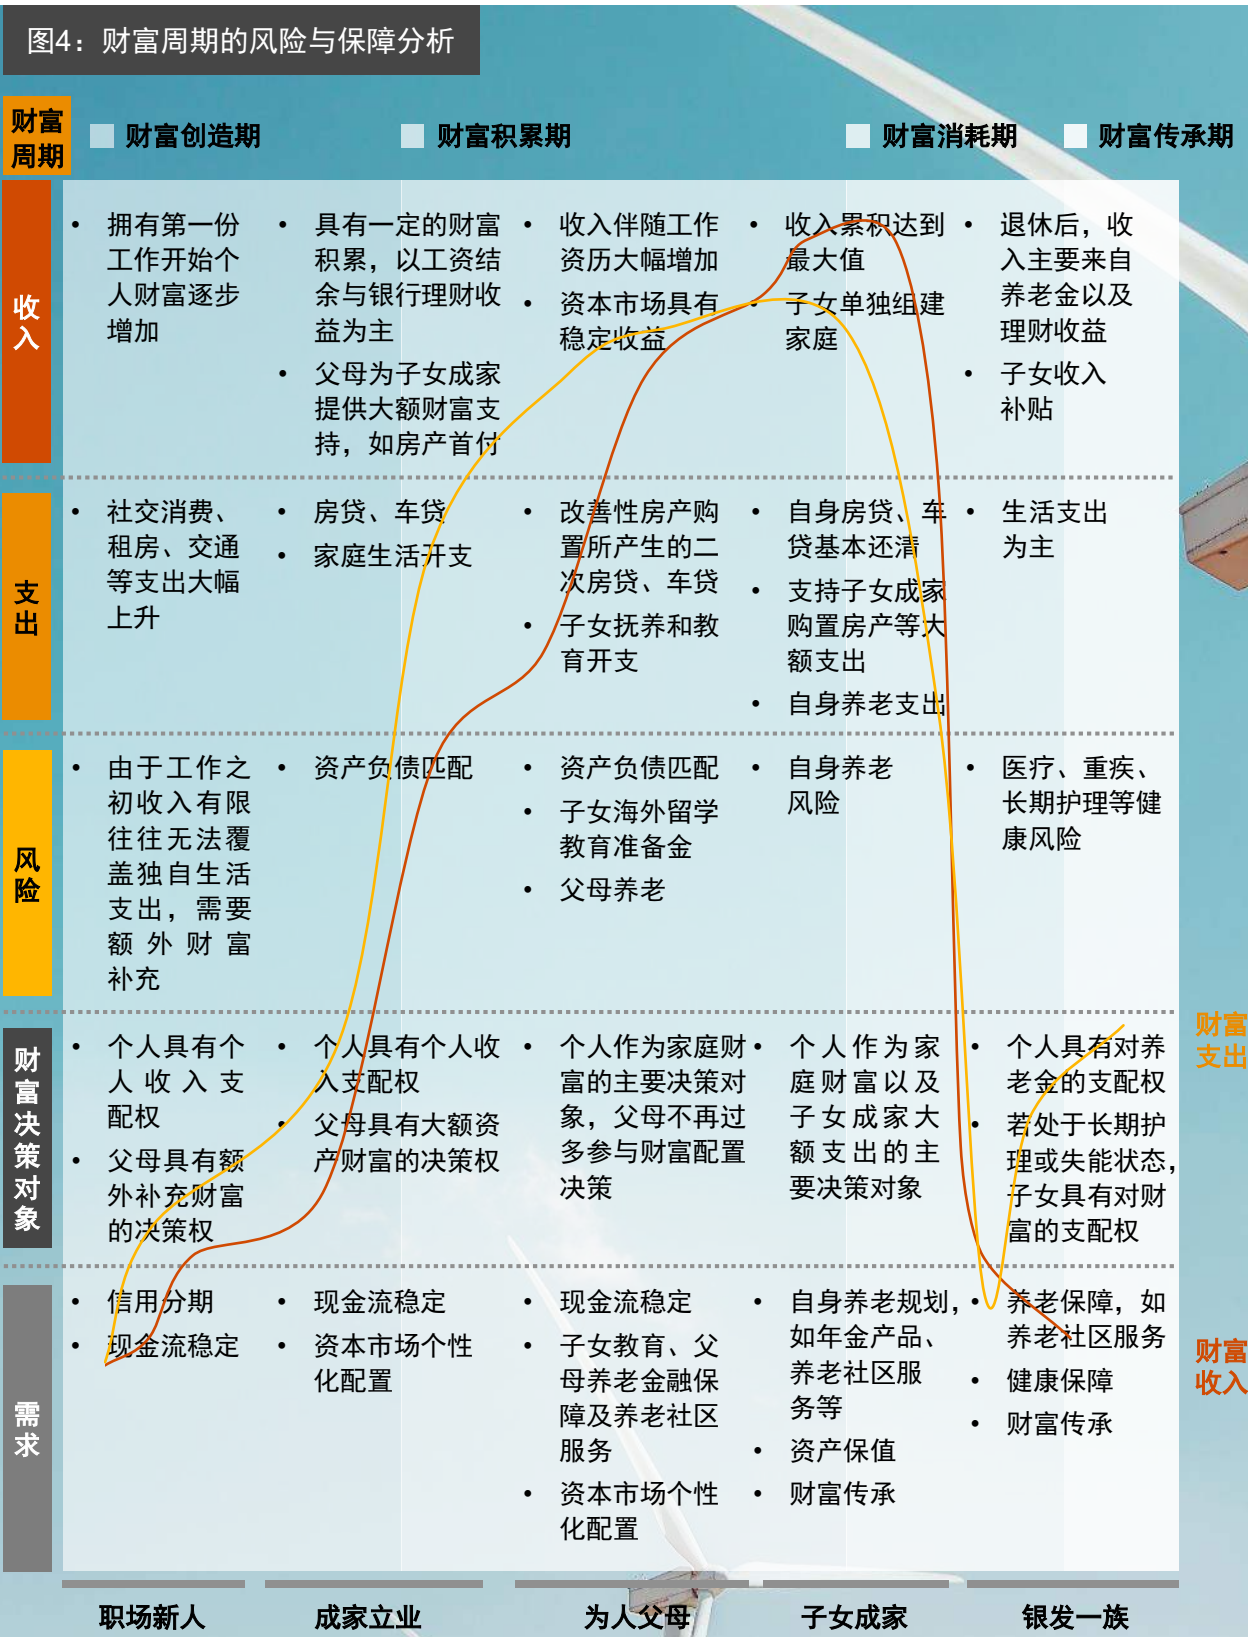 图4：财富周期的风险与保障分析
财富
周期
财富创造期
财富积累期
财富消耗期
财富传承期
收
入
• 拥有第一份
工作开始个
人财富逐步
增加
• 具有一定的财富
积累，以工资结
余与银行理财收
益为主
• 父母为子女成家
提供大额财富支
持，如房产首付
• 收入伴随工作
资历大幅增加
• 资本市场具有
稳定收益
• 收入累积达到
最大值
• 子女单独组建
家庭
• 退休后，收
入主要来自
养老金以及
理财收益
• 子女收入
补贴
支
出
• 社交消费、
租房、交通
等支出大幅
上升
• 房贷、车贷
• 家庭生活开支
• 改善性房产购
置所产生的二
次房贷、车贷
• 子女抚养和教
育开支
• 自身房贷、车
贷基本还清
• 支持子女成家
购置房产等大
额支出
• 自身养老支出
• 生活支出
为主
风
险
• 由于工作之
初收入有限
往往无法覆
盖独自生活
支出，需要
额外财富
补充
• 资产负债匹配
• 资产负债匹配
• 子女海外留学
教育准备金
• 父母养老
• 自身养老
风险
• 医疗、重疾、
长期护理等健
康风险
财
富
决
策
对
象
• 个人具有个
人收入支
配权
• 父母具有额
外补充财富
的决策权
• 个人具有个人收
入支配权
• 父母具有大额资
产财富的决策权
• 个人作为家庭财
富的主要决策对
象，父母不再过
多参与财富配置
决策
• 个人作为家
庭财富以及
子女成家大
额支出的主
要决策对象
• 个人具有对养
老金的支配权
• 若处于长期护
理或失能状态，
子女具有对财
富的支配权
财富
支出
需
求
• 信用分期
• 现金流稳定
• 现金流稳定
• 资本市场个性
化配置
• 现金流稳定
• 子女教育、父
母养老金融保
障及养老社区
服务
• 资本市场个性
化配置
• 自身养老规划，
如年金产品、
养老社区服
务等
• 资产保值
• 财富传承
• 养老保障，如
养老社区服务
• 健康保障
• 财富传承
财富
收入
职场新人
成家立业
为人父母
子女成家
银发一族